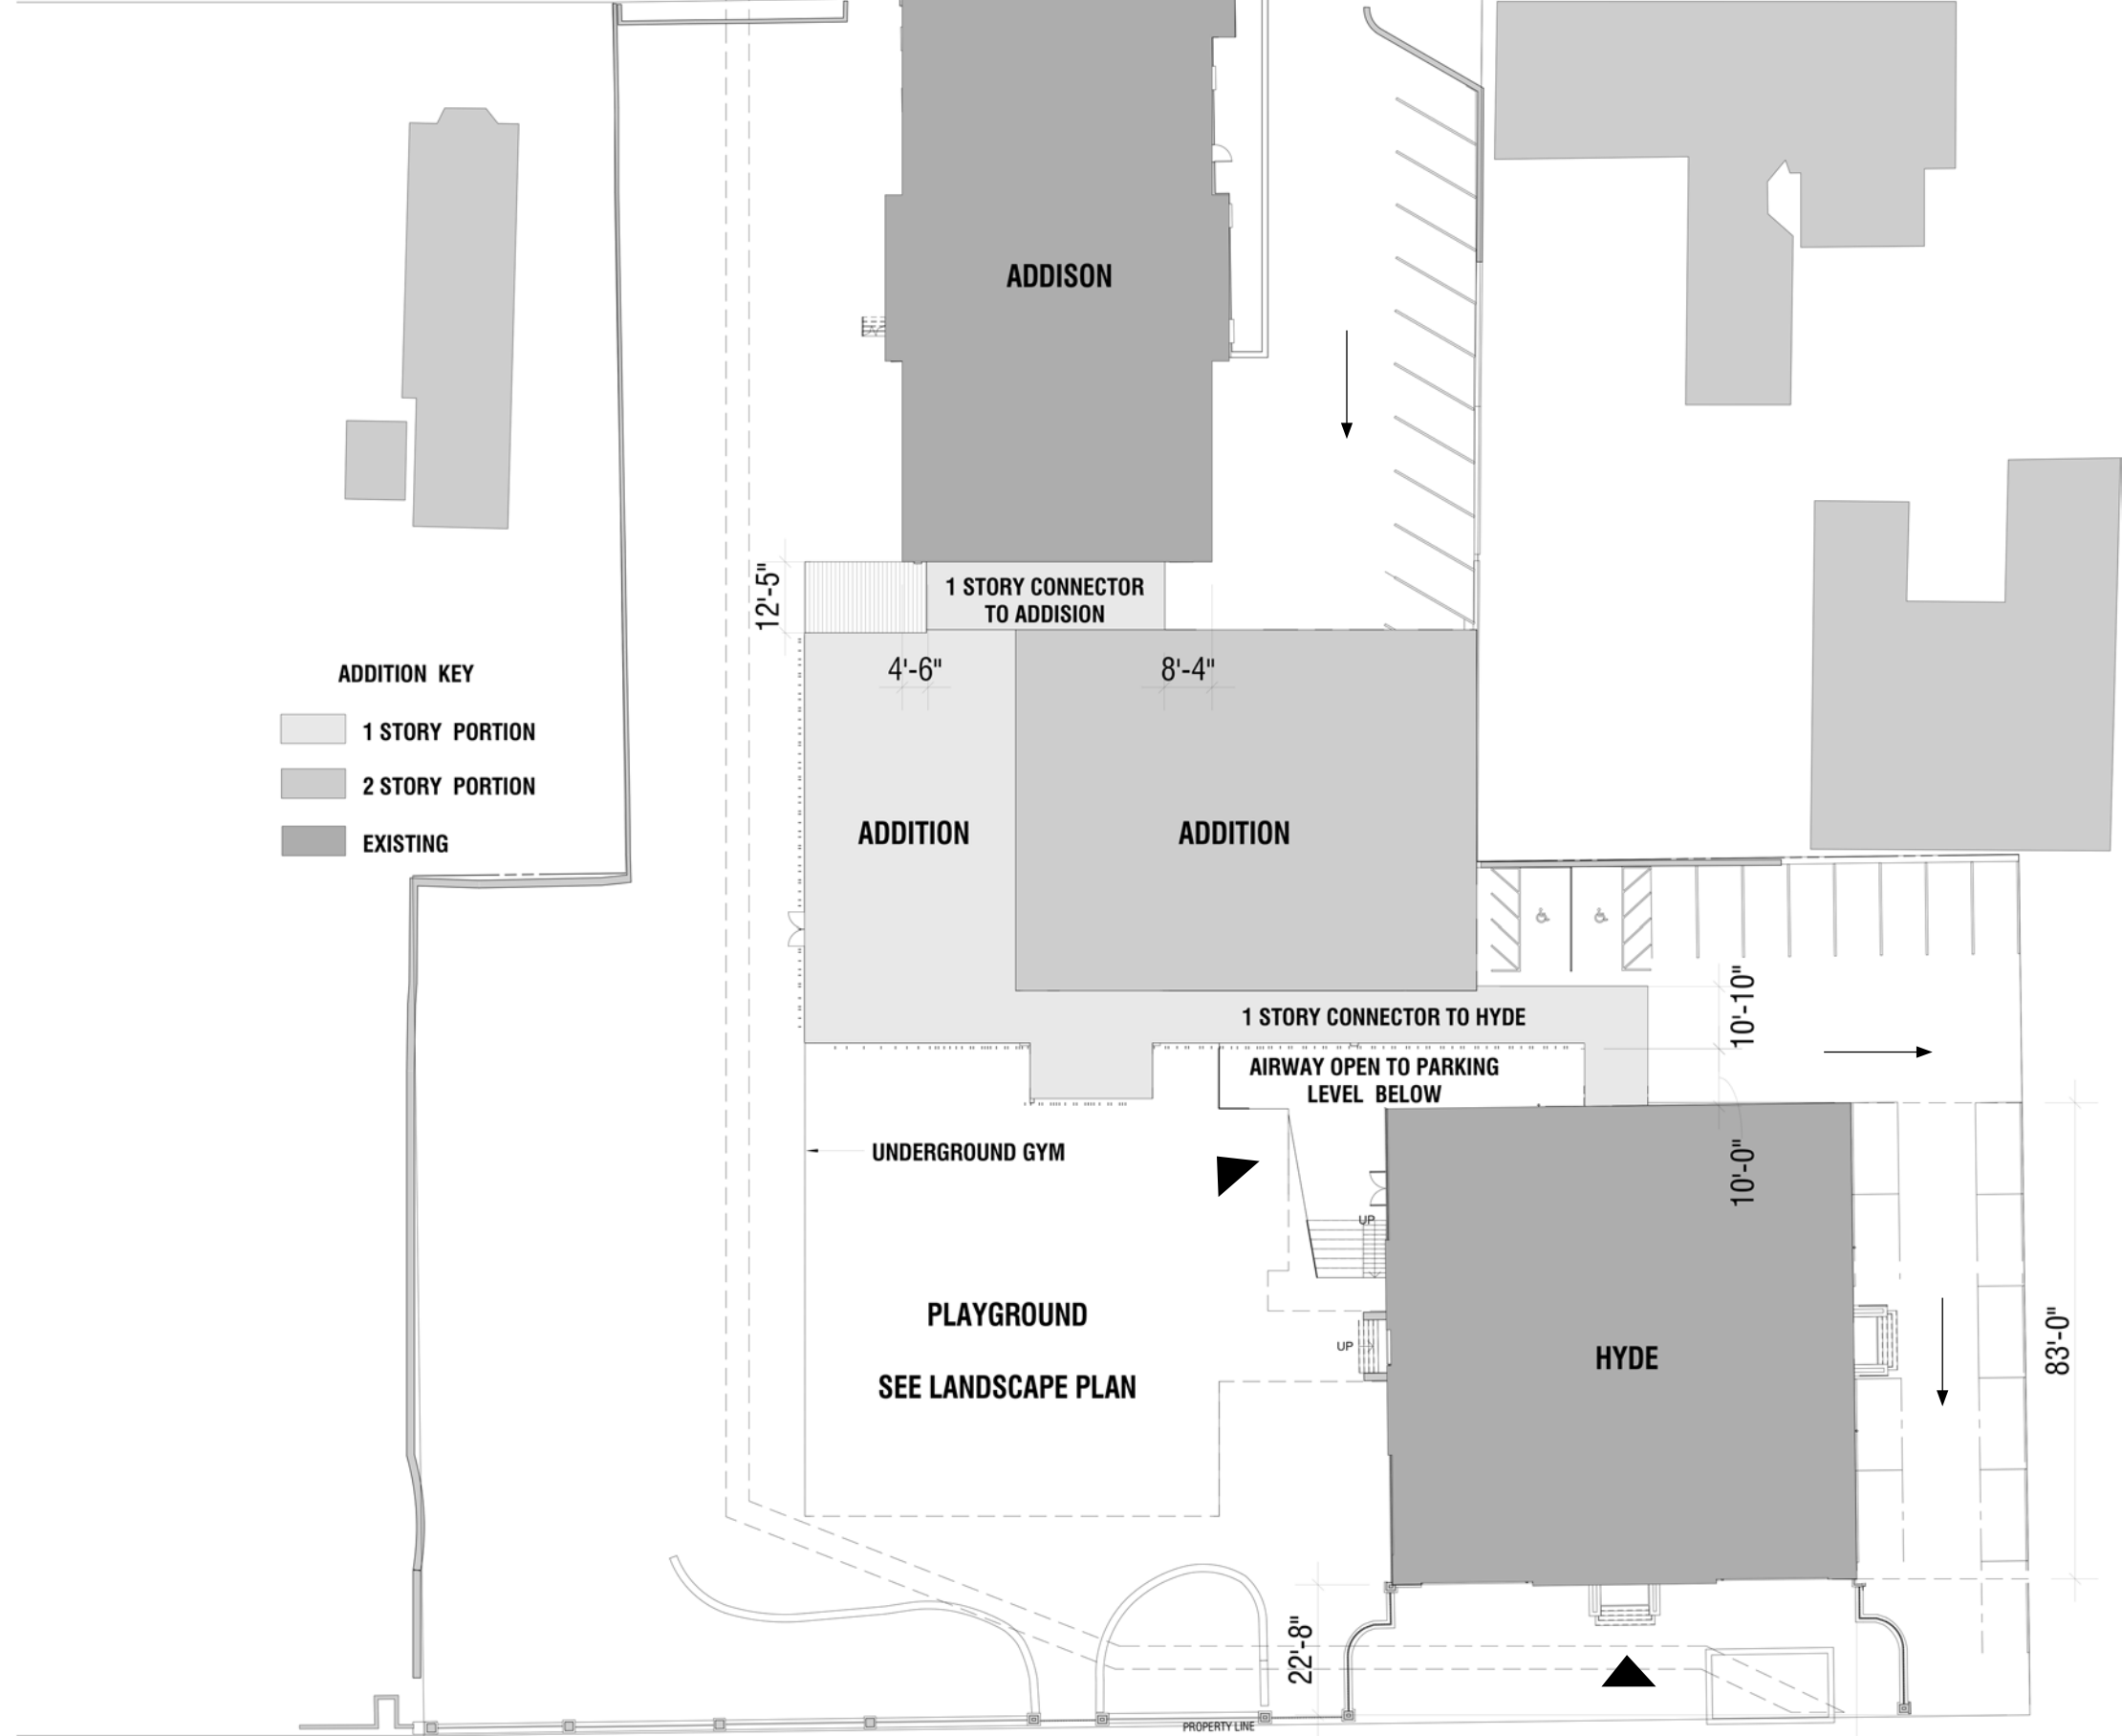 ADDISON
12'-5"
1 STORY CONNECTOR
TO ADDISION
4'-6"
8'-4"
ADDITION KEY
1 STORY PORTION
2 STORY PORTION
EXISTING
ADDITION
ADDITION
1 STORY CONNECTOR TO HYDE
10'-10"
AIRWAY OPEN TO PARKING
LEVEL BELOW
UNDERGROUND GYM
10'-0"
UP
UP
PLAYGROUND
SEE LANDSCAPE PLAN
HYDE
83'-0"
22'-8"
PROPERTY LINE